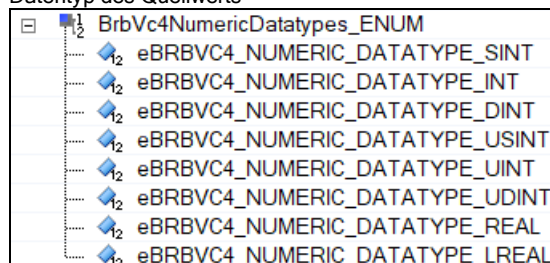 Datentyp des Quellwerts
BrbVc4NumericDatatypes_ENUM
eBRBVC4_NUMERIC_DATATYPE_SINT
eBRBVC4_NUMERIC_DATATYPE_INT
eBRBVC4_NUMERIC_DATATYPE_DINT
eBRBVC4_NUMERIC_DATATYPE_USINT
eBRBVC4_NUMERIC_DATATYPE_UINT
eBRBVC4_NUMERIC_DATATYPE_UDINT
eBRBVC4_NUMERIC_DATATYPE_REAL
eBRBVC4_NUMERIC_DATATYPE_LREAL